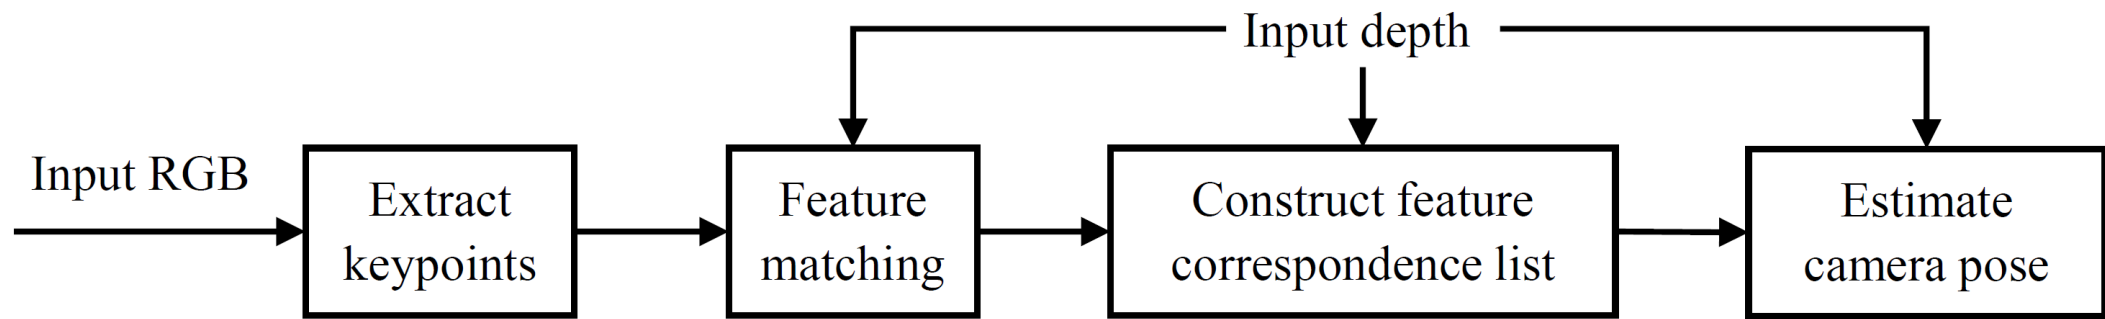 Input depth
Input RGB
Extract
keypoints
Feature
matching
Construct feature
correspondence list
Estimate
camera pose